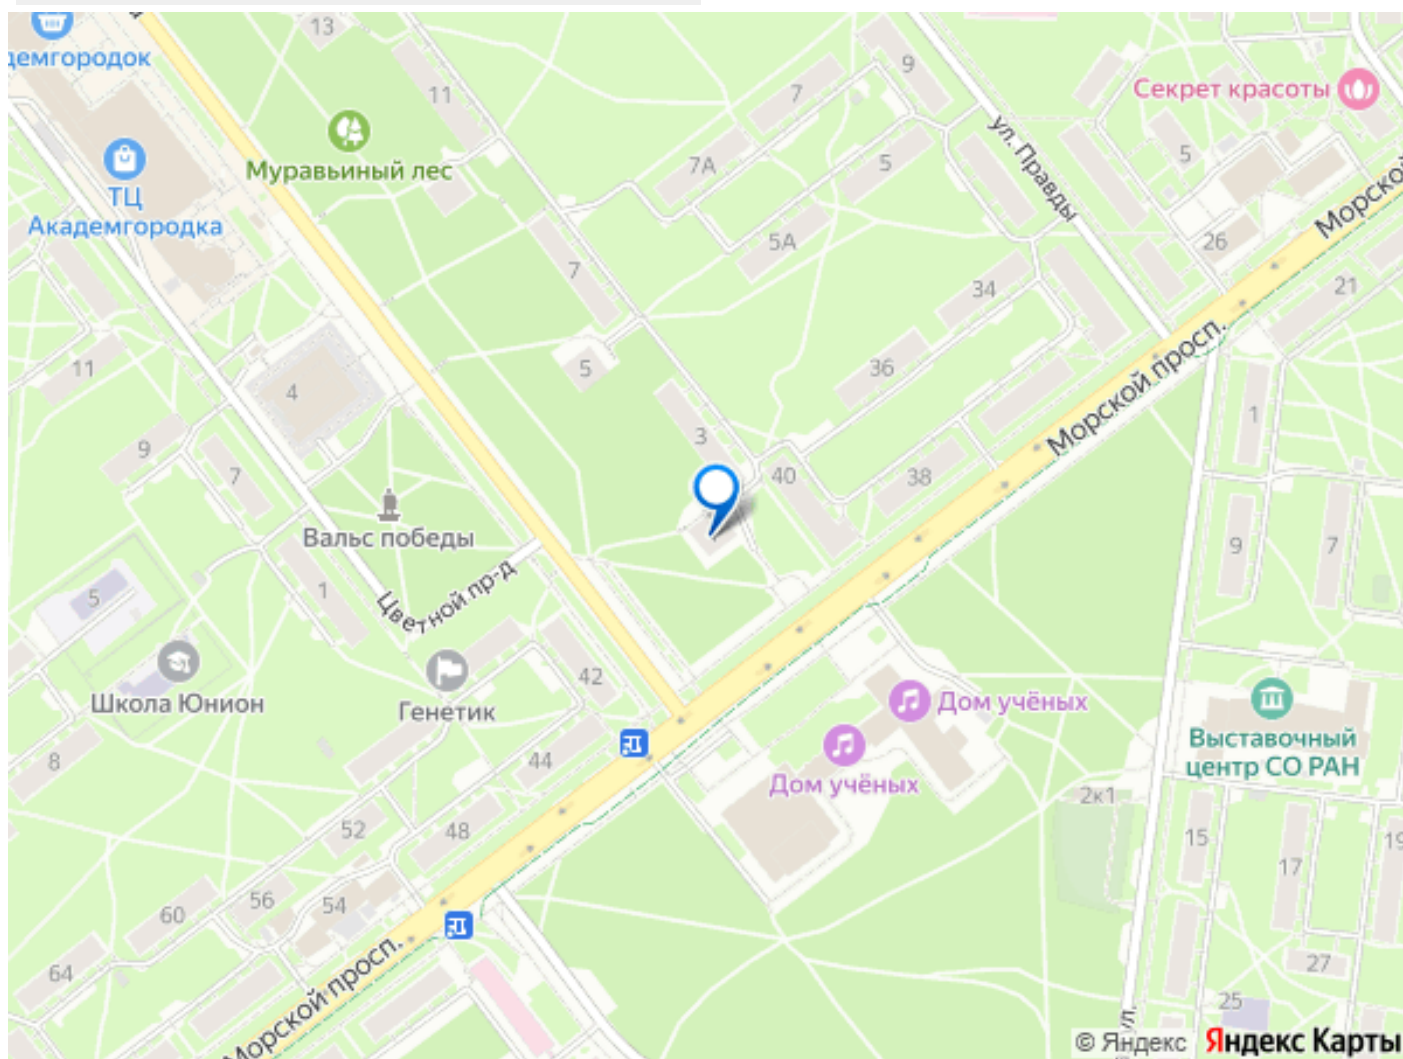 13
демгородок
11
9
7
Секрет красоты
ул. Правды
Муравьиный лес
7А
5
5
ТЦ
Академгородка
Морской
5А
26
7
34
21
11
5
36
4
Морской просп.
3
1
9
7
40
38
Вальс победы
9
7
1
Цветной пр-д
5
42
Школа Юнион
Генетик
Дом учёных
Выставочный
центр СО РАН
8
44
Дом учёных
2к1
52
48
15
17
19
56
54
60
64
27
Морской просп.
25
ул.
© Яндекс
Яндекс Карты